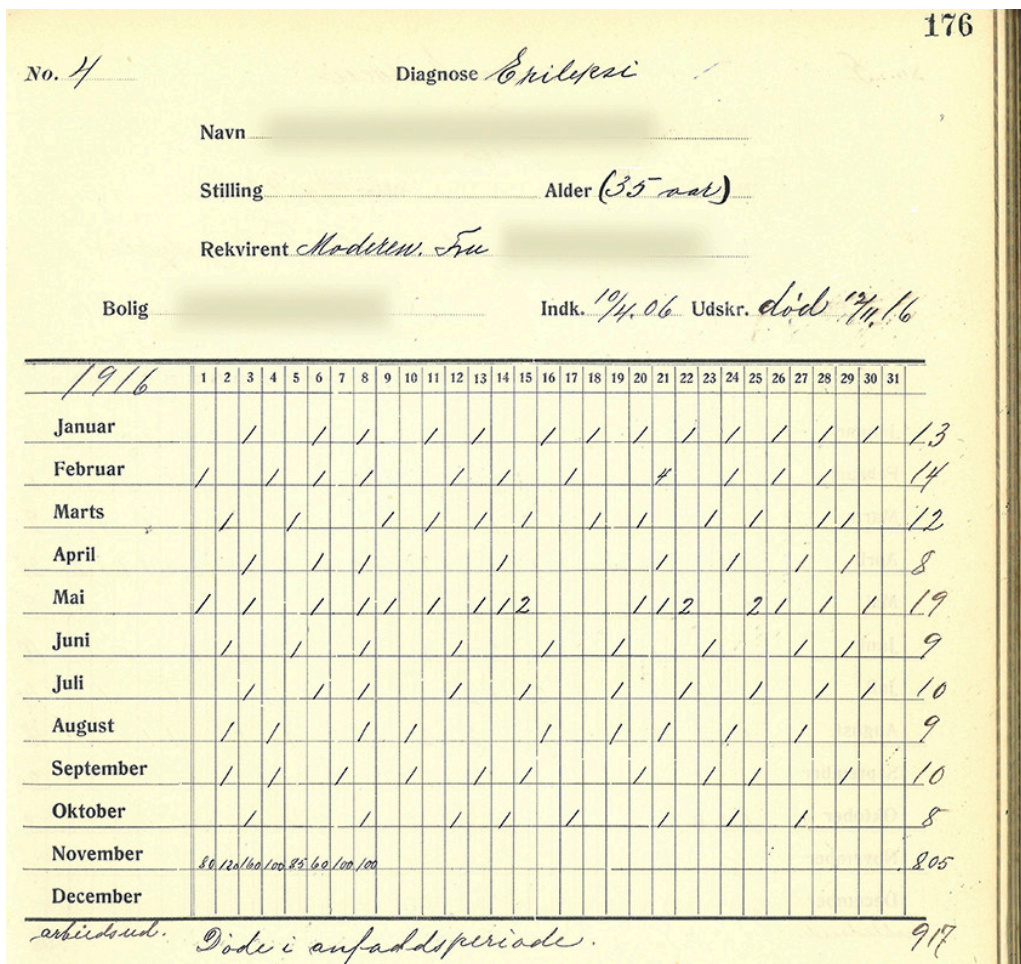 176
No. 4 Diagnose Epilepsi
Navn
Stilling Alder (35 aar)
Rekvirent Moderen. Fru
Bolig Indk. 10/4.06 Udskr. død 12/11.16
1916 1 2 3 4 5 6 7 8 9 10 11 12 13 14 15 16 17 18 19 20 21 22 23 24 25 26 27 28 29 30 31
Januar / / / / / / / / / / / / / 13
Februar / / / / / / / 4 / / / 14
Marts / / / / / / / / / / / / 12
April / / / / / / / / 8
Mai / / / / / / / / 2 / / 2 2 / / / 19
Juni / / / / / / / / / 9
Juli / / / / / / / / / / 10
August / / / / / / / / / 9
September / / / / / / / / / / 10
Oktober / / / / / / / / 8
November 80 120 160 100 85 60 100 100 805
December
arbeidsud. Døde i anfaldsperiode. 917